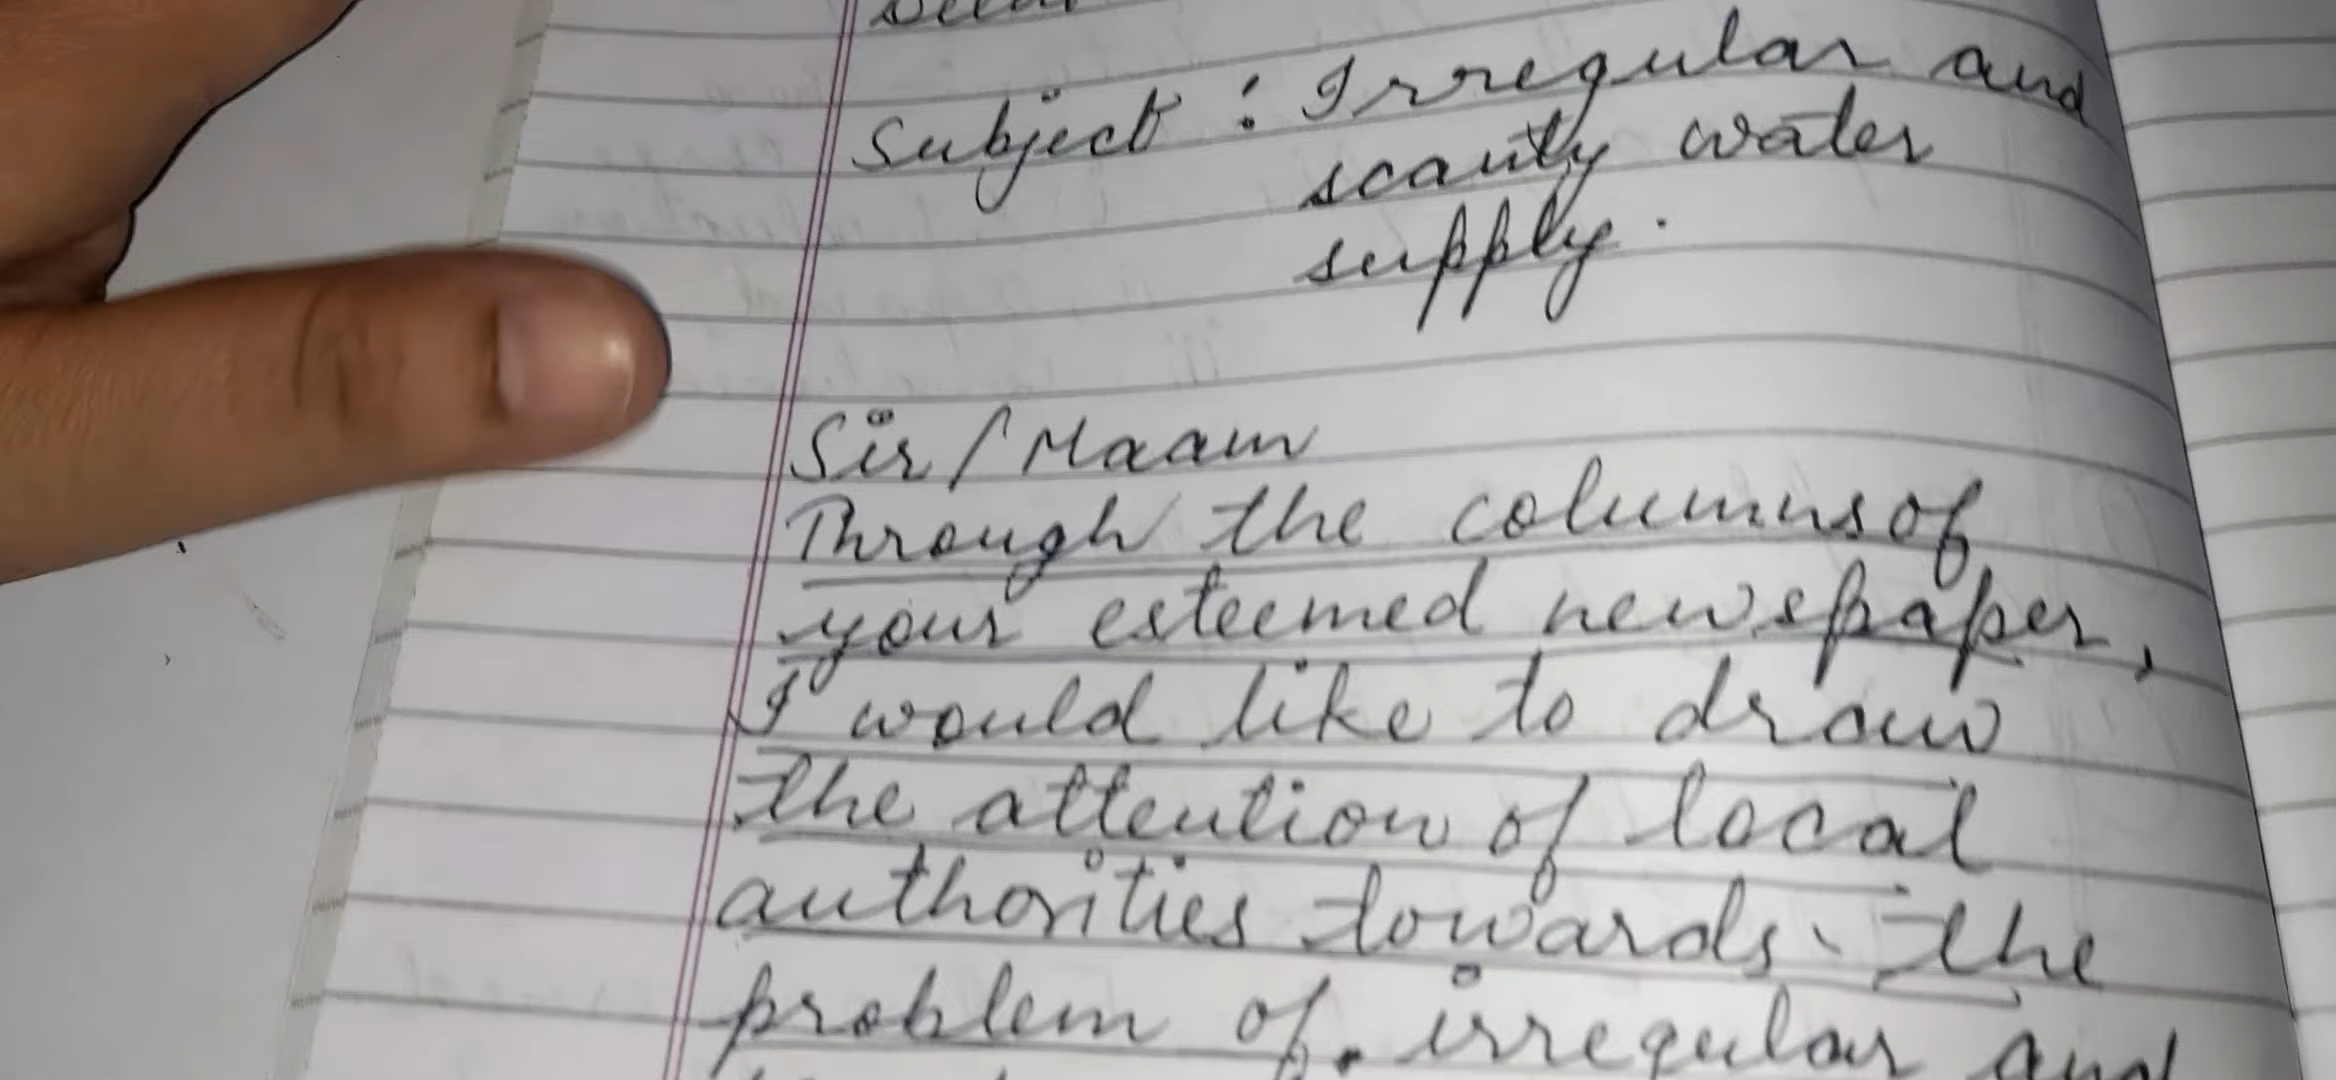 Subject : Irregular and
scanty water
supply.
Sir / Maam
Through the columns of
your esteemed newspaper,
I would like to draw
the attention of local
authorities towards the
problem of irregular and